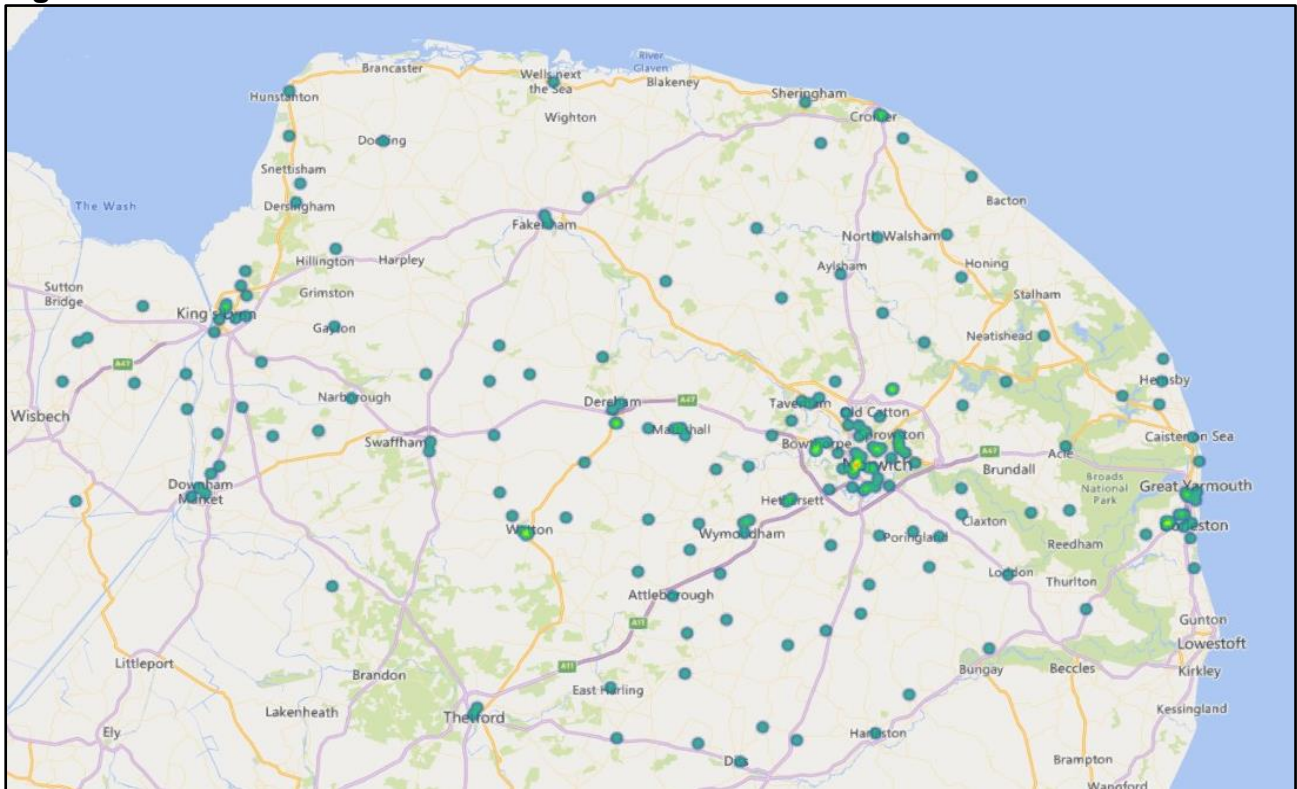 Brancaster
Wells next
the Sea
River
Glaven
Blakeney
Hunstanton
Sheringham
Cromer
Wighton
Docking
Snettisham
The Wash
Dersingham
Bacton
Fakenham
North Walsham
Hillington
Harpley
Aylsham
Honing
Sutton
Bridge
Grimston
Stalham
King's Lynn
Gayton
Neatishead
A47
Hemsby
Narborough
Dereham
A47
Taverham
Old Catton
Wisbech
Swaffham
Mattishall
Bowthorpe
Sprowston
Caister-on Sea
Norwich
A47
Brundall
Acle
Downham
Market
Broads
National
Park
Great Yarmouth
Hethersett
Claxton
Watton
Wymondham
Poringland
Gorleston
Reedham
Loddon
Thurlton
Attleborough
A11
Gunton
Lowestoft
Littleport
A11
Brandon
Bungay
Beccles
Kirkley
East Harling
Lakenheath
Thetford
Kessingland
Ely
Harleston
Diss
Brampton
Wangford